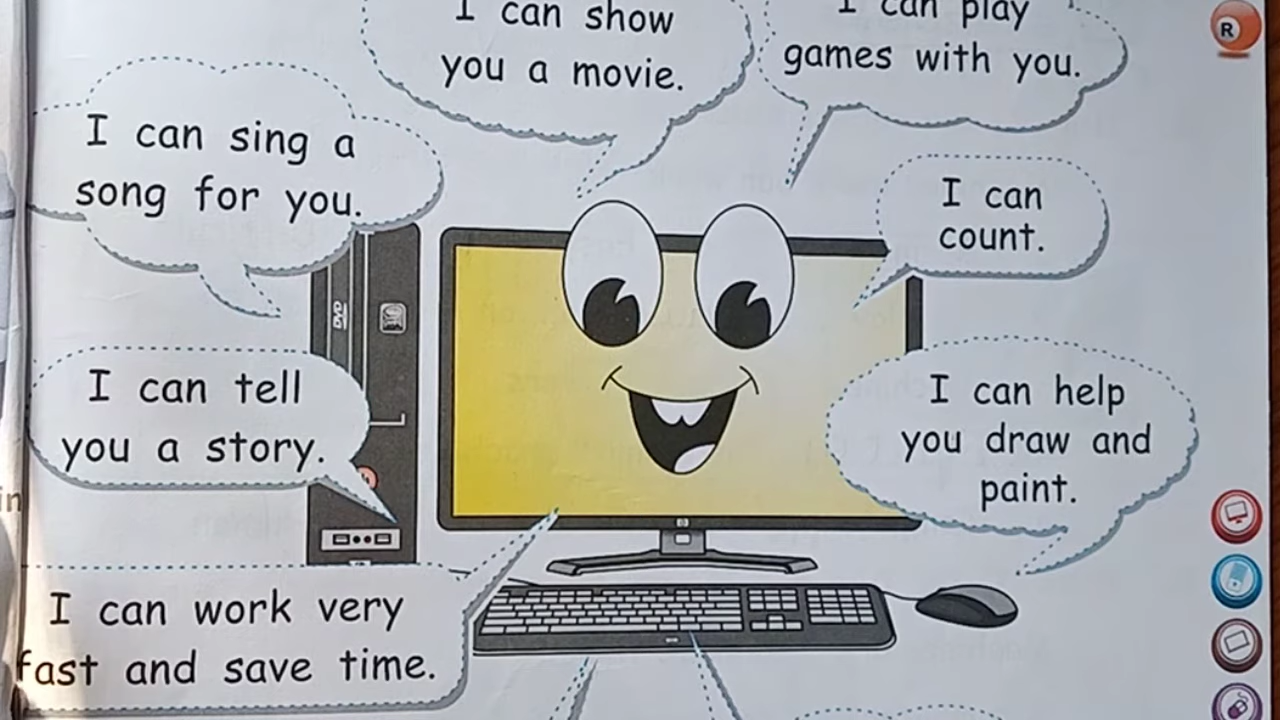 I can show
you a movie.
I can play
games with you.
I can sing a
song for you.
I can
count.
I can tell
you a story.
I can help
you draw and
paint.
I can work very
fast and save time.
DVD
R
in